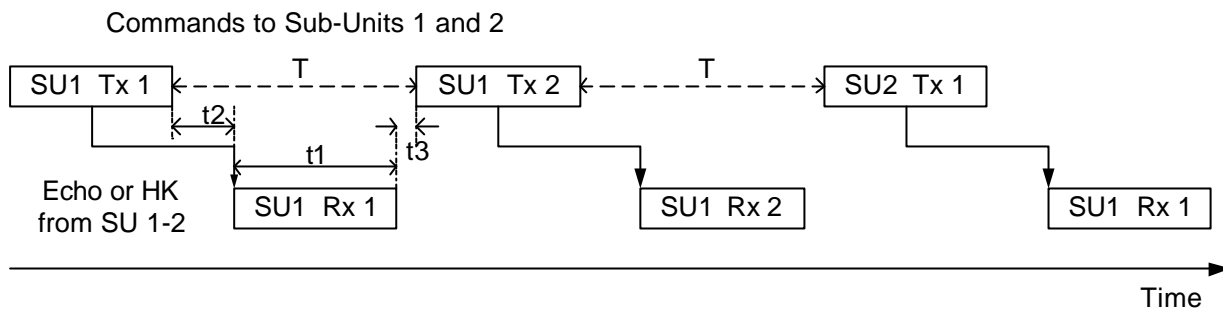 Commands to Sub-Units 1 and 2
SU1 Tx 1
T
SU1 Tx 2
T
SU2 Tx 1
t2
t1
t3
Echo or HK
from SU 1-2
SU1 Rx 1
SU1 Rx 2
SU1 Rx 1
Time